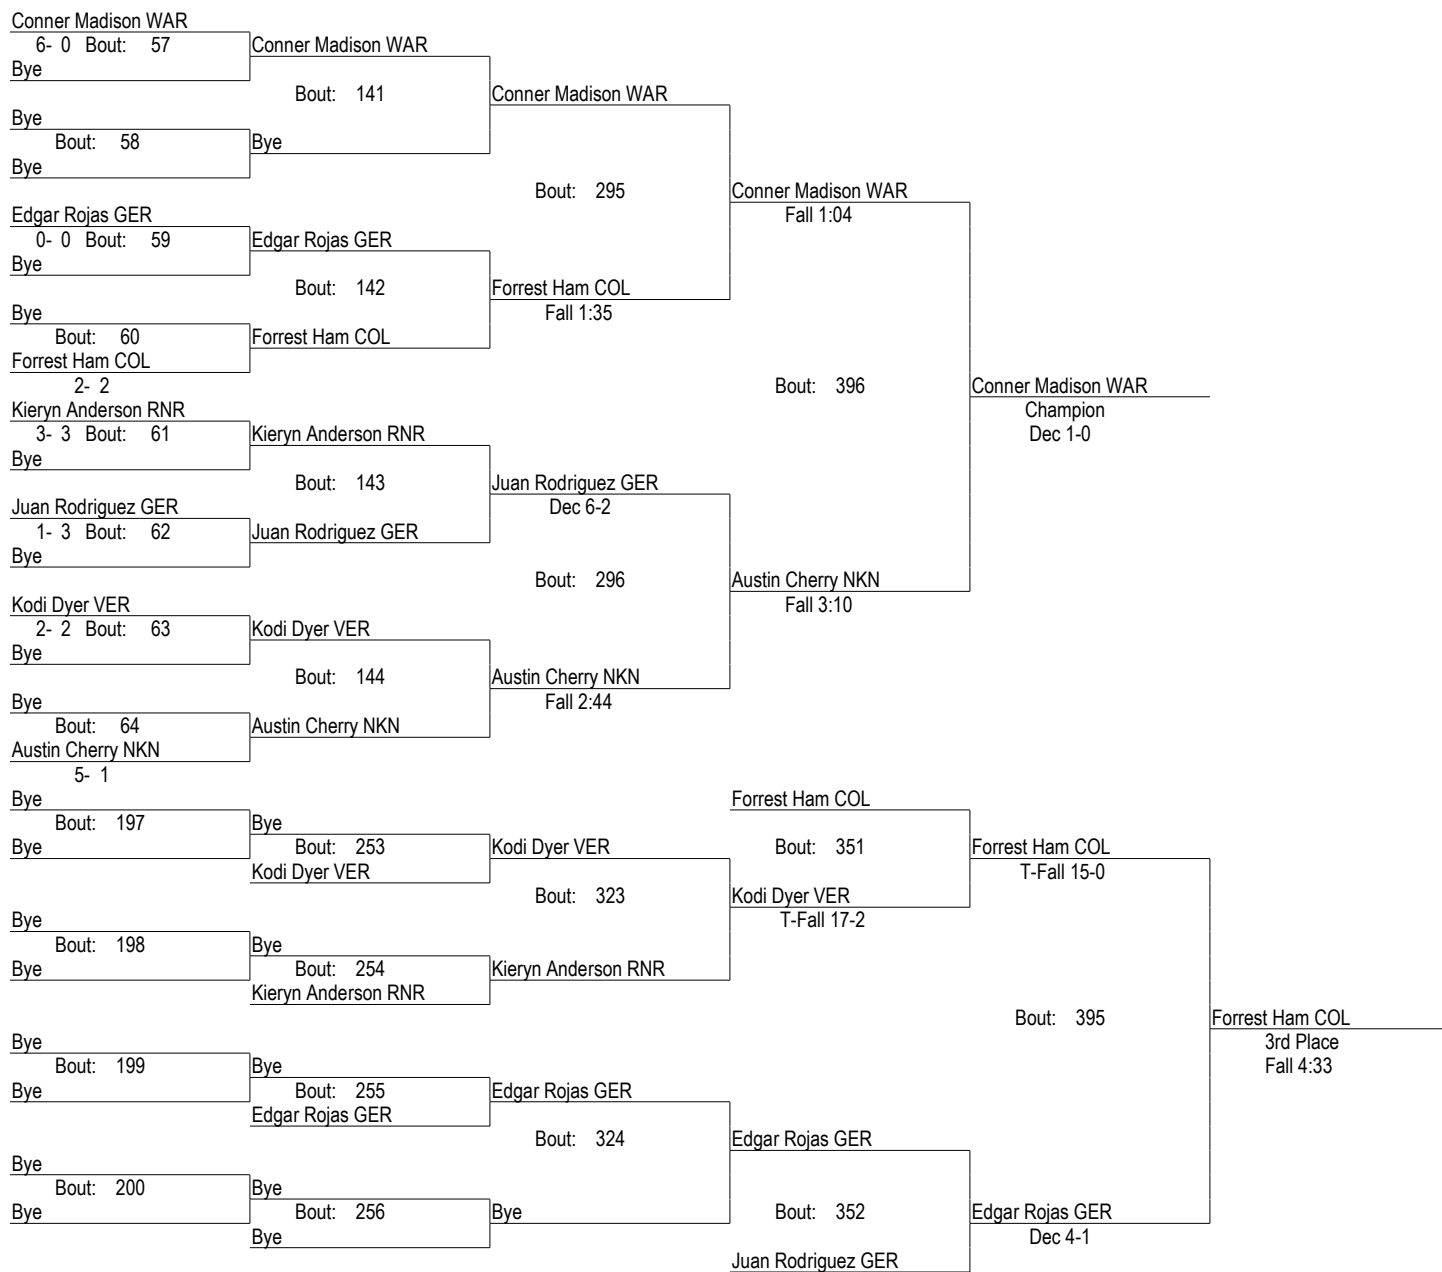 Conner Madison WAR
6- 0 Bout: 57
Bye
Conner Madison WAR
Bout: 141
Conner Madison WAR
Bye
Bout: 58
Bye
Bye
Bout: 295
Conner Madison WAR
Fall 1:04
Edgar Rojas GER
0- 0 Bout: 59
Bye
Edgar Rojas GER
Bout: 142
Forrest Ham COL
Fall 1:35
Bye
Bout: 60
Forrest Ham COL
2- 2
Forrest Ham COL
Bout: 396
Conner Madison WAR
Champion
Dec 1-0
Kieryn Anderson RNR
3- 3 Bout: 61
Bye
Kieryn Anderson RNR
Bout: 143
Juan Rodriguez GER
Dec 6-2
Juan Rodriguez GER
1- 3 Bout: 62
Bye
Juan Rodriguez GER
Bout: 296
Austin Cherry NKN
Fall 3:10
Kodi Dyer VER
2- 2 Bout: 63
Bye
Kodi Dyer VER
Bout: 144
Austin Cherry NKN
Fall 2:44
Bye
Bout: 64
Austin Cherry NKN
5- 1
Austin Cherry NKN
Bye
Bout: 197
Bye
Bye
Bout: 253
Kodi Dyer VER
Kodi Dyer VER
Bout: 323
Forrest Ham COL
Bout: 351
Kodi Dyer VER
T-Fall 17-2
Forrest Ham COL
T-Fall 15-0
Bye
Bout: 198
Bye
Bye
Bout: 254
Kieryn Anderson RNR
Kieryn Anderson RNR
Bout: 395
Forrest Ham COL
3rd Place
Fall 4:33
Bye
Bout: 199
Bye
Bye
Bout: 255
Edgar Rojas GER
Edgar Rojas GER
Bout: 324
Edgar Rojas GER
Bye
Bout: 200
Bye
Bye
Bout: 256
Bye
Bye
Bout: 352
Juan Rodriguez GER
Edgar Rojas GER
Dec 4-1